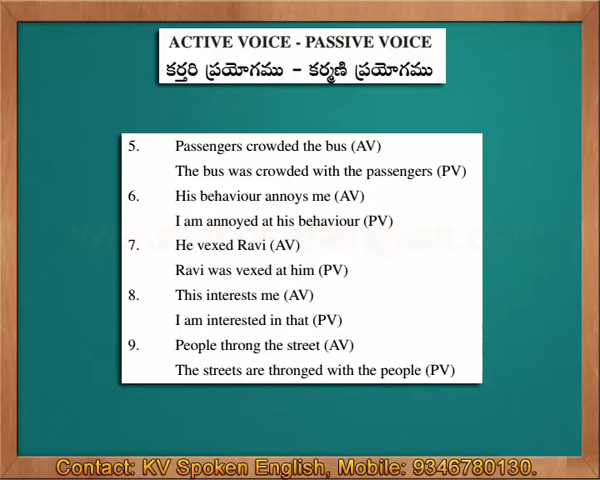 ACTIVE VOICE - PASSIVE VOICE
కర్తరి ప్రయోగము - కర్మణి ప్రయోగము
5. Passengers crowded the bus (AV)
The bus was crowded with the passengers (PV)
6. His behaviour annoys me (AV)
I am annoyed at his behaviour (PV)
7. He vexed Ravi (AV)
Ravi was vexed at him (PV)
8. This interests me (AV)
I am interested in that (PV)
9. People throng the street (AV)
The streets are thronged with the people (PV)
Contact: KV Spoken English, Mobile: 9346780130.